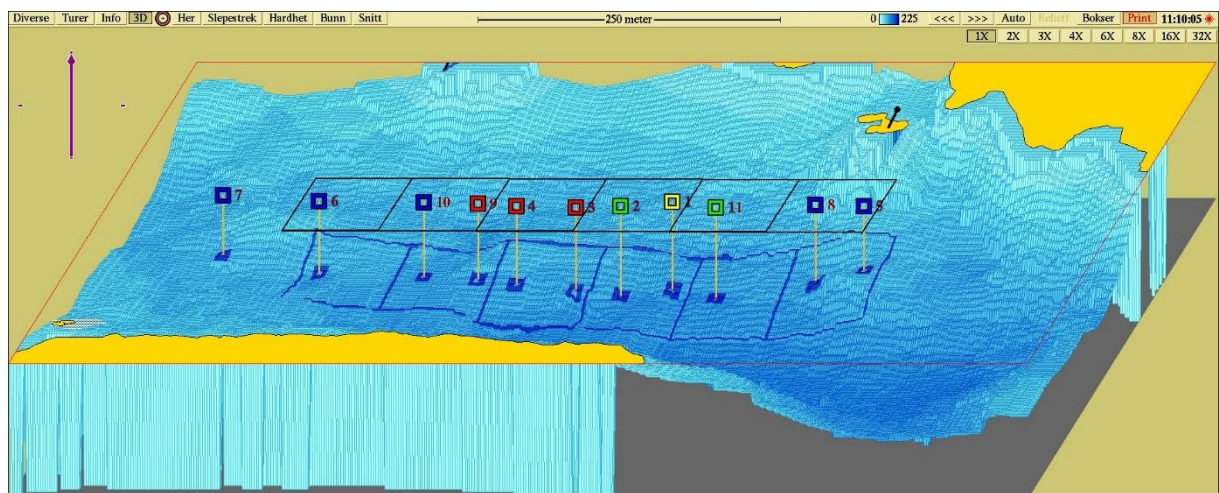 Diverse Turer Info 3D Her Slepestrek Hardhet Bunn Snitt 250 meter 0 225 <<< >>> Auto Relieff Bokser Print 11:10:05
1X 2X 3X 4X 6X 8X 16X 32X
7 6 10 9 4 3 2 1 11 8 5